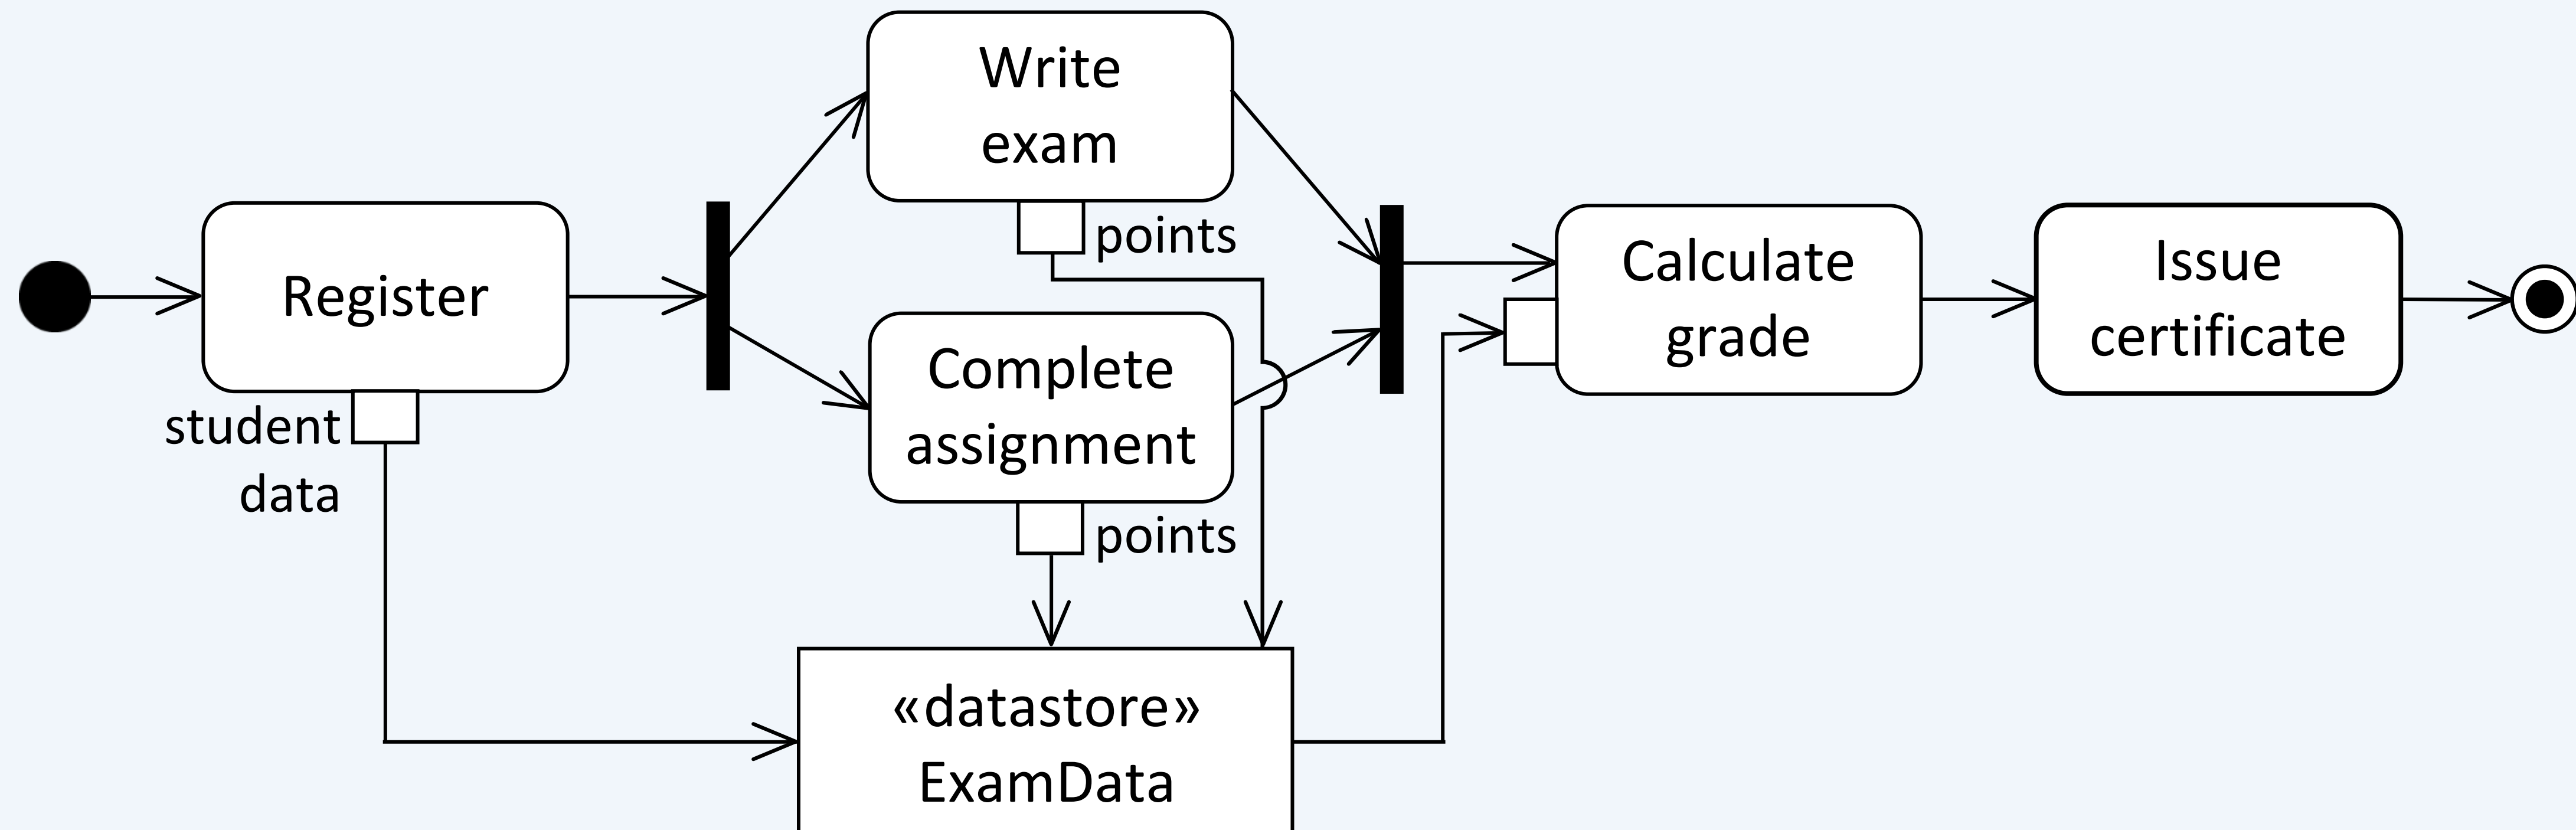 Write
exam
points
Register
student
data
Complete
assignment
points
Calculate
grade
Issue
certificate
«datastore»
ExamData